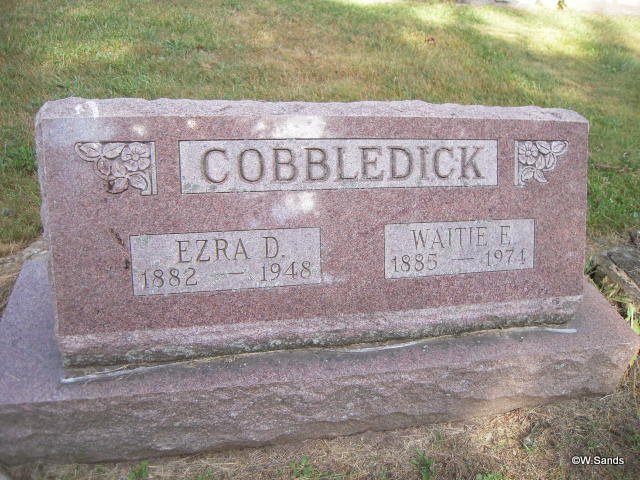 COBBLEDICK
EZRA D.
1882 — 1948
WAITIE E.
1885 — 1974
©W.Sands